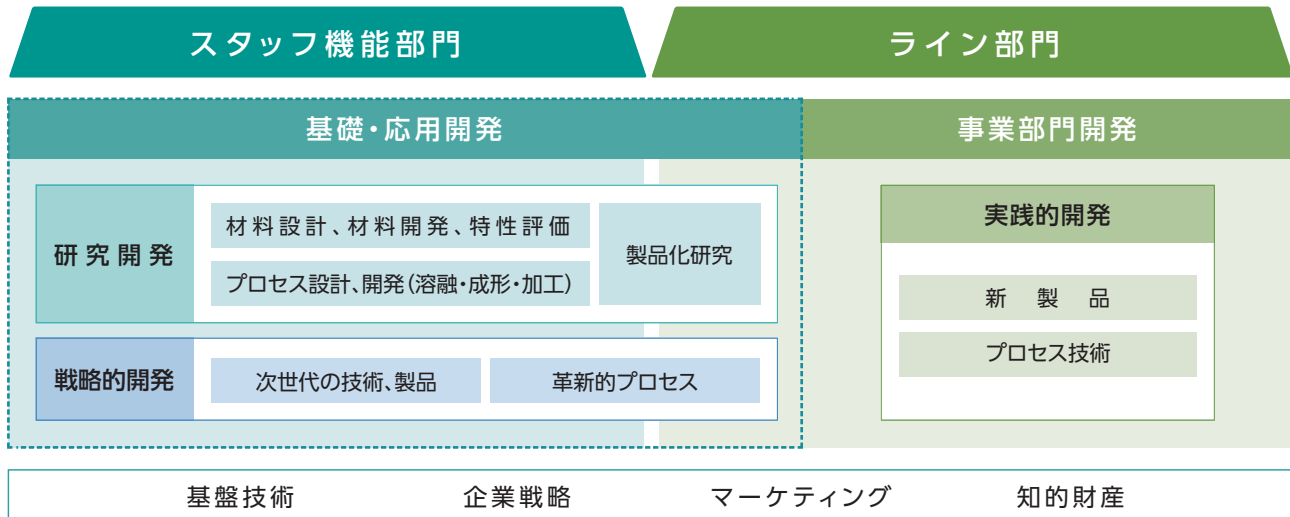 スタッフ機能部門
ライン部門
基礎・応用開発
事業部門開発
研究開発
材料設計、材料開発、特性評価
プロセス設計、開発(溶融・成形・加工)
製品化研究
戦略的開発
次世代の技術、製品
革新的プロセス
実践的開発
新製品
プロセス技術
基盤技術
企業戦略
マーケティング
知的財産